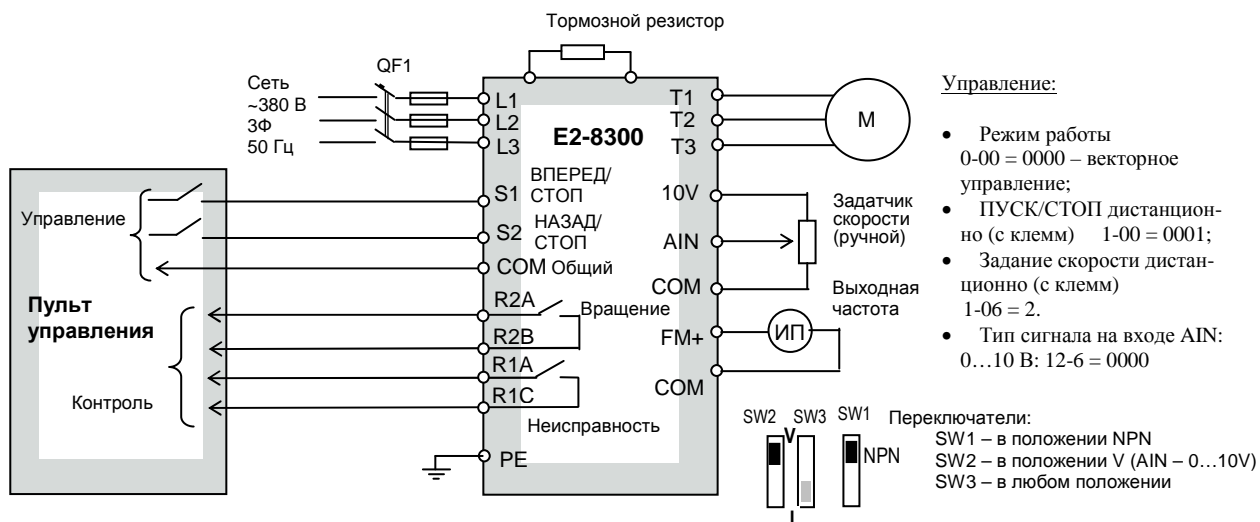 Тормозной резистор
QF1
Сеть
~380 В
3Ф
50 Гц
L1
L2
L3
E2-8300
T1
T2
T3
М
Управление
S1
ВПЕРЕД/
СТОП
S2
НАЗАД/
СТОП
COM Общий
Пульт
управления
R2A
Вращение
R2B
R1A
R1C
Неисправность
Контроль
PE
10V
AIN
COM
Задатчик
скорости
(ручной)
Выходная
частота
FM+
ИП
COM
Управление:
• Режим работы
0-00 = 0000 – векторное
управление;
• ПУСК/СТОП дистанцион-
но (с клемм) 1-00 = 0001;
• Задание скорости дистан-
ционно (с клемм)
1-06 = 2.
• Тип сигнала на входе AIN:
0…10 В: 12-6 = 0000
SW2 SW3 SW1
V
NPN
I
Переключатели:
SW1 – в положении NPN
SW2 – в положении V (AIN – 0…10V)
SW3 – в любом положении